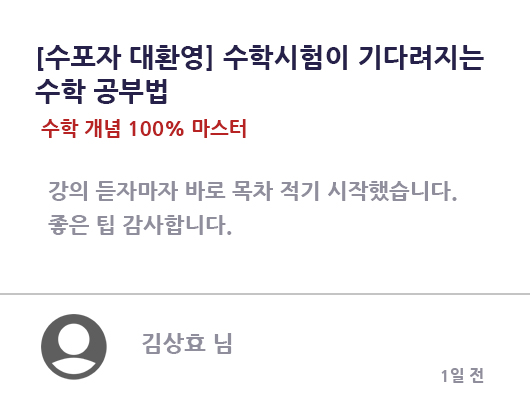 [수포자 대환영] 수학시험이 기다려지는
수학 공부법
수학 개념 100% 마스터
강의 듣자마자 바로 목차 적기 시작했습니다.
좋은 팁 감사합니다.
김상효 님
1일 전